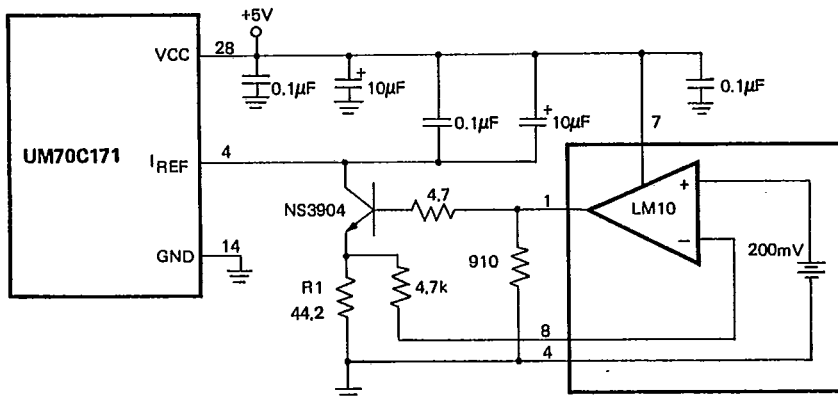 +5V
VCC 28
0.1µF
10µF
+
0.1µF
10µF
+
0.1µF
7
UM70C171
IREF 4
NS3904
4.7
1
LM10
+
−
200mV
GND 14
910
R1
44.2
4.7k
8
4